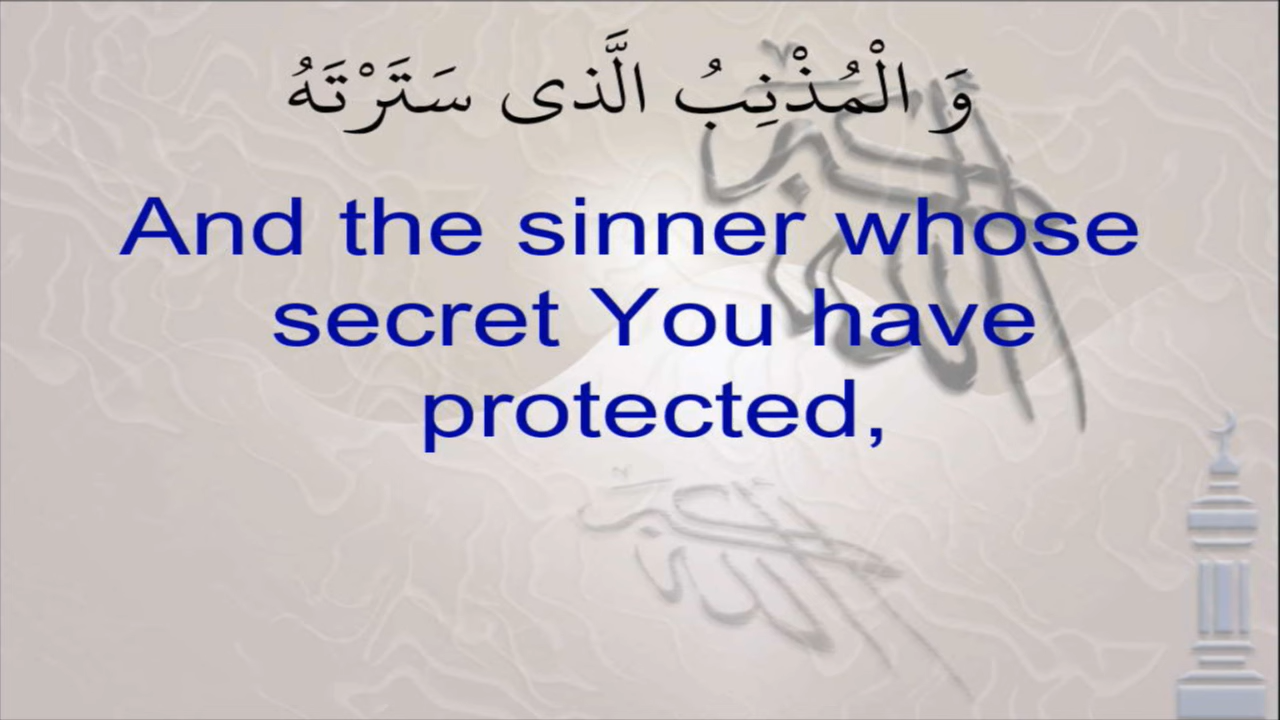 وَ الْمُذْنِبُ الَّذى سَتَرْتَهُ
And the sinner whose
secret You have
protected,